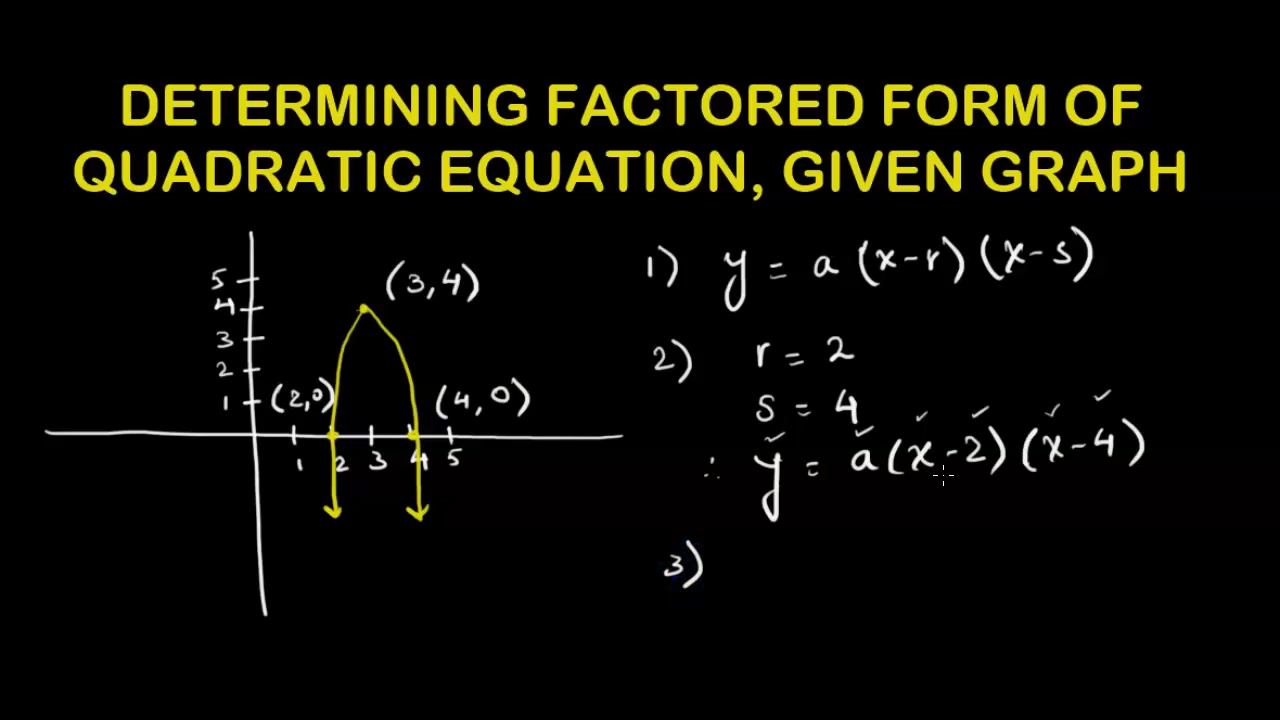 DETERMINING FACTORED FORM OF
QUADRATIC EQUATION, GIVEN GRAPH
5
4
3
2
1
(3,4)
(2,0)
(4,0)
1 2 3 4 5
1) y = a (x-r) (x-s)
2) r = 2
s = 4
∴ y = a (x-2) (x-4)
3)